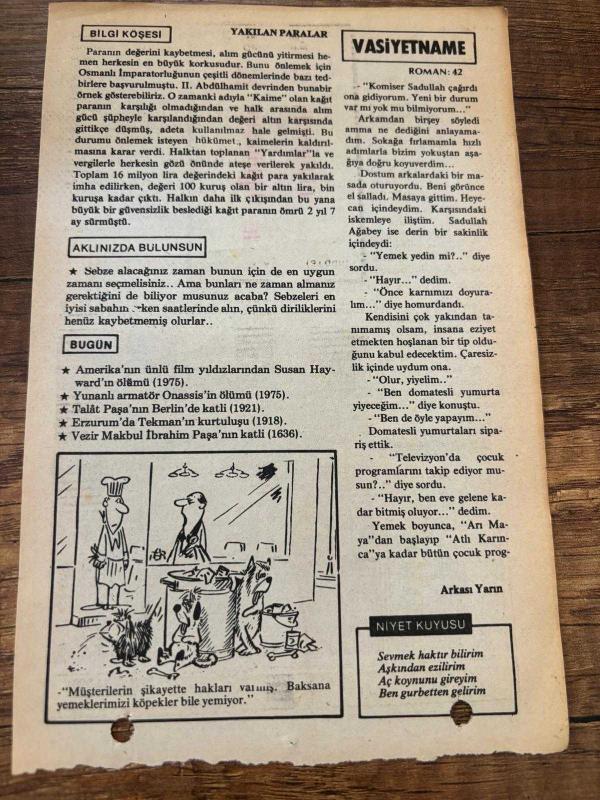 BİLGİ KÖŞESİ
YAKILAN PARALAR
Paranın değerini kaybetmesi, alım gücünü yitirmesi he-
men herkesin en büyük korkusudur. Bunu önlemek için
Osmanlı İmparatorluğunun çeşitli dönemlerinde bazı ted-
birlere başvurulmuştu. II. Abdülhamit devrinden bunabir
örnek gösterebiliriz. O zamanki adıyla "Kaime" olan kağıt
paranın karşılığı olmadığından ve halk arasında alım
gücü şüpheyle karşılandığından değeri altın karşısında
gittikçe düşmüş, adeta kullanılmaz hale gelmişti. Bu
durumu önlemek isteyen hükümet, kaimelerin kaldırıl-
masına karar verdi. Halktan toplanan "Yardımlar"la ve
vergilerle herkesin gözü önünde ateşe verilerek yakıldı.
Toplam 16 milyon lira değerindeki kağıt para yakılarak
imha edilirken, değeri 100 kuruş olan bir altın lira, bin
kuruşa kadar çıktı. Halkın daha ilk çıkışından bu yana
büyük bir güvensizlik beslediği kağıt paranın ömrü 2 yıl 7
ay sürmüştü.
AKLINIZDA BULUNSUN
★ Sebze alacağınız zaman bunun için de en uygun
zamanı seçmelisiniz.. Ama bunları ne zaman almanız
gerektiğini de biliyor musunuz acaba? Sebzeleri en
iyisi sabahın erken saatlerinde alın, çünkü diriliklerini
henüz kaybetmemiş olurlar..
BUGÜN
★ Amerika'nın ünlü film yıldızlarından Susan Hay-
ward'ın ölümü (1975).
★ Yunanlı armatör Onassis'in ölümü (1975).
★ Talât Paşa'nın Berlin'de katli (1921).
★ Erzurum'da Tekman'ın kurtuluşu (1918).
★ Vezir Makbul İbrahim Paşa'nın katli (1636).
-"Müşterilerin şikayette hakları varmış. Baksana
yemeklerimizi köpekler bile yemiyor."
VASİYETNAME
ROMAN: 42
- "Komiser Sadullah çağırdı
ona gidiyorum. Yeni bir durum
var mı yok mu bilmiyorum..."
Arkamdan birşey söyledi
amma ne dediğini anlayama-
dım. Sokağa fırlamamla hızlı
adımlarla bizim yokuştan aşa-
ğıya doğru koyuverdim...
Dostum arkalardaki bir ma-
sada oturuyordu. Beni görünce
el salladı. Masaya gittim. Heye-
can içindeydim. Karşısındaki
iskemleye iliştim. Sadullah
Ağabey ise derin bir sakinlik
içindeydi:
- "Yemek yedin mi?.." diye
sordu.
- "Hayır..." dedim.
- "Önce karnımızı doyura-
lım..." diye homurdandı.
Kendisini çok yakından ta-
nımamış olsam, insana eziyet
etmekten hoşlanan bir tip oldu-
ğunu kabul edecektim. Çaresiz-
lik içinde uydum ona.
- "Olur, yiyelim.."
- "Ben domatesli yumurta
yiyeceğim..." diye konuştu.
- "Ben de öyle yapayım..."
Domatesli yumurtaları sipa-
riş ettik.
- "Televizyon'da çocuk
programlarını takip ediyor mu-
sun?.." diye sordu.
- "Hayır, ben eve gelene ka-
dar bitmiş oluyor..." dedim.
Yemek boyunca, "Arı Ma-
ya"dan başlayıp "Atlı Karın-
ca"ya kadar bütün çocuk prog-
Arkası Yarın
NİYET KUYUSU
Sevmek haktır bilirim
Aşkından ezilirim
Aç koynunu gireyim
Ben gurbetten gelirim